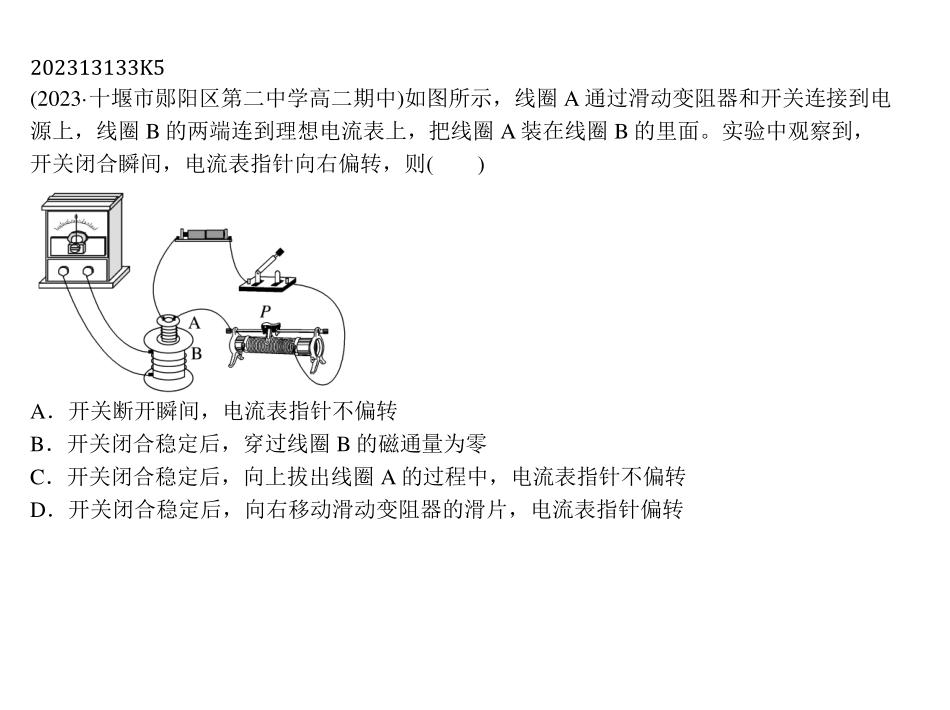 202313133K5
(2023·十堰市郧阳区第二中学高二期中)如图所示，线圈 A 通过滑动变阻器和开关连接到电
源上，线圈 B 的两端连到理想电流表上，把线圈 A 装在线圈 B 的里面。实验中观察到，
开关闭合瞬间，电流表指针向右偏转，则(　　)
P
A
B
A．开关断开瞬间，电流表指针不偏转
B．开关闭合稳定后，穿过线圈 B 的磁通量为零
C．开关闭合稳定后，向上拔出线圈 A 的过程中，电流表指针不偏转
D．开关闭合稳定后，向右移动滑动变阻器的滑片，电流表指针偏转